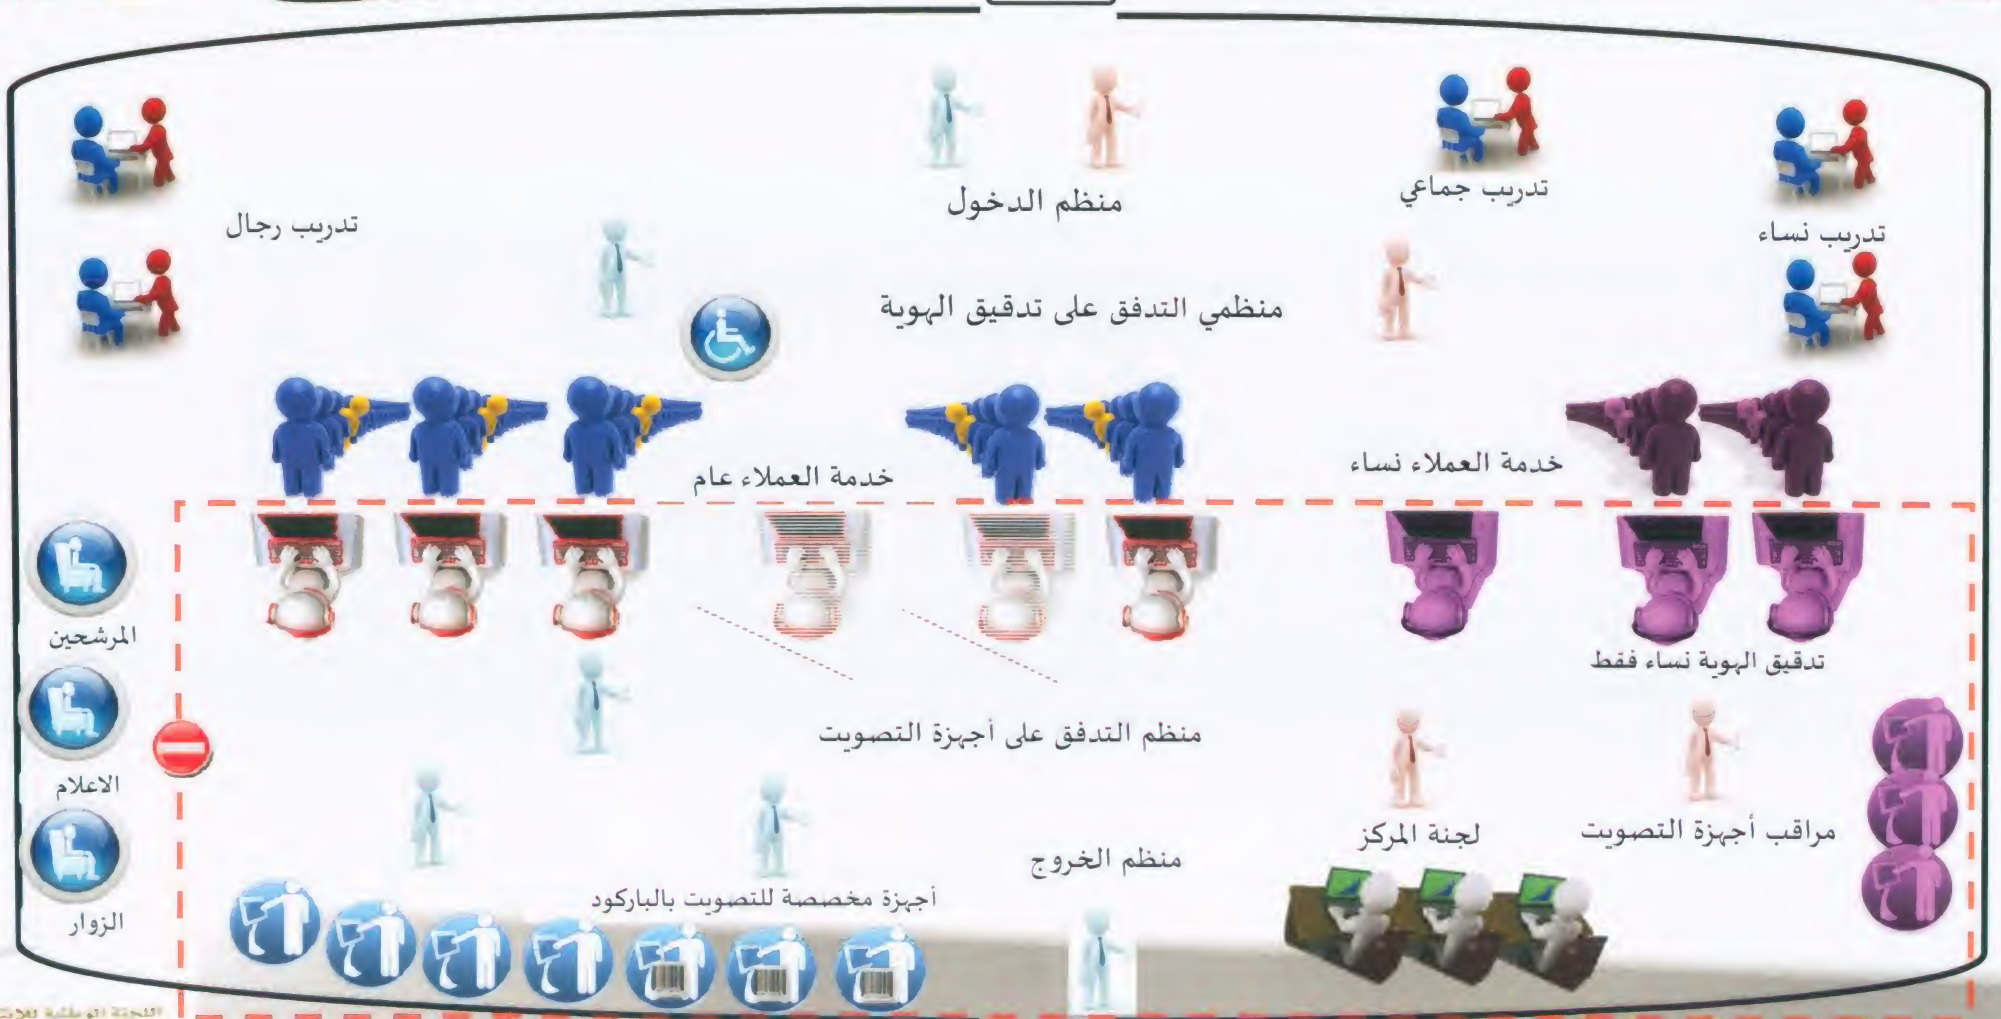 منظم الدخول
تدريب جماعي
تدريب نساء
تدريب رجال
منظمي التدفق على تدقيق الهوية
خدمة العملاء نساء
خدمة العملاء عام
المرشحين
تدقيق الهوية نساء فقط
منظم التدفق على أجهزة التصويت
الاعلام
مراقب أجهزة التصويت
لجنة المركز
منظم الخروج
أجهزة مخصصة للتصويت بالباركود
الزوار
اللجنة الوطنية